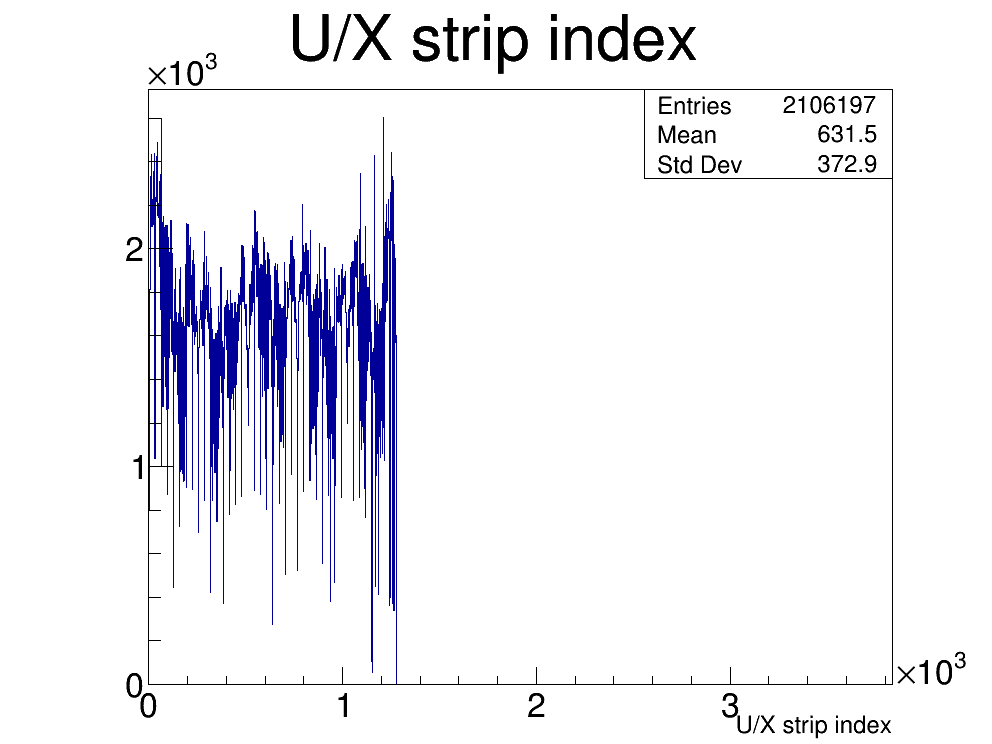 U/X strip index
×10³
Entries 2106197
Mean 631.5
Std Dev 372.9
2
1
0
0 1 2 3
×10³
U/X strip index